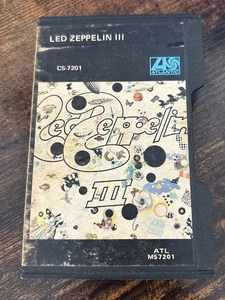 LED ZEPPELIN III
ATLANTIC
CS-7201
Led Zeppelin
III
ATL
MS7201